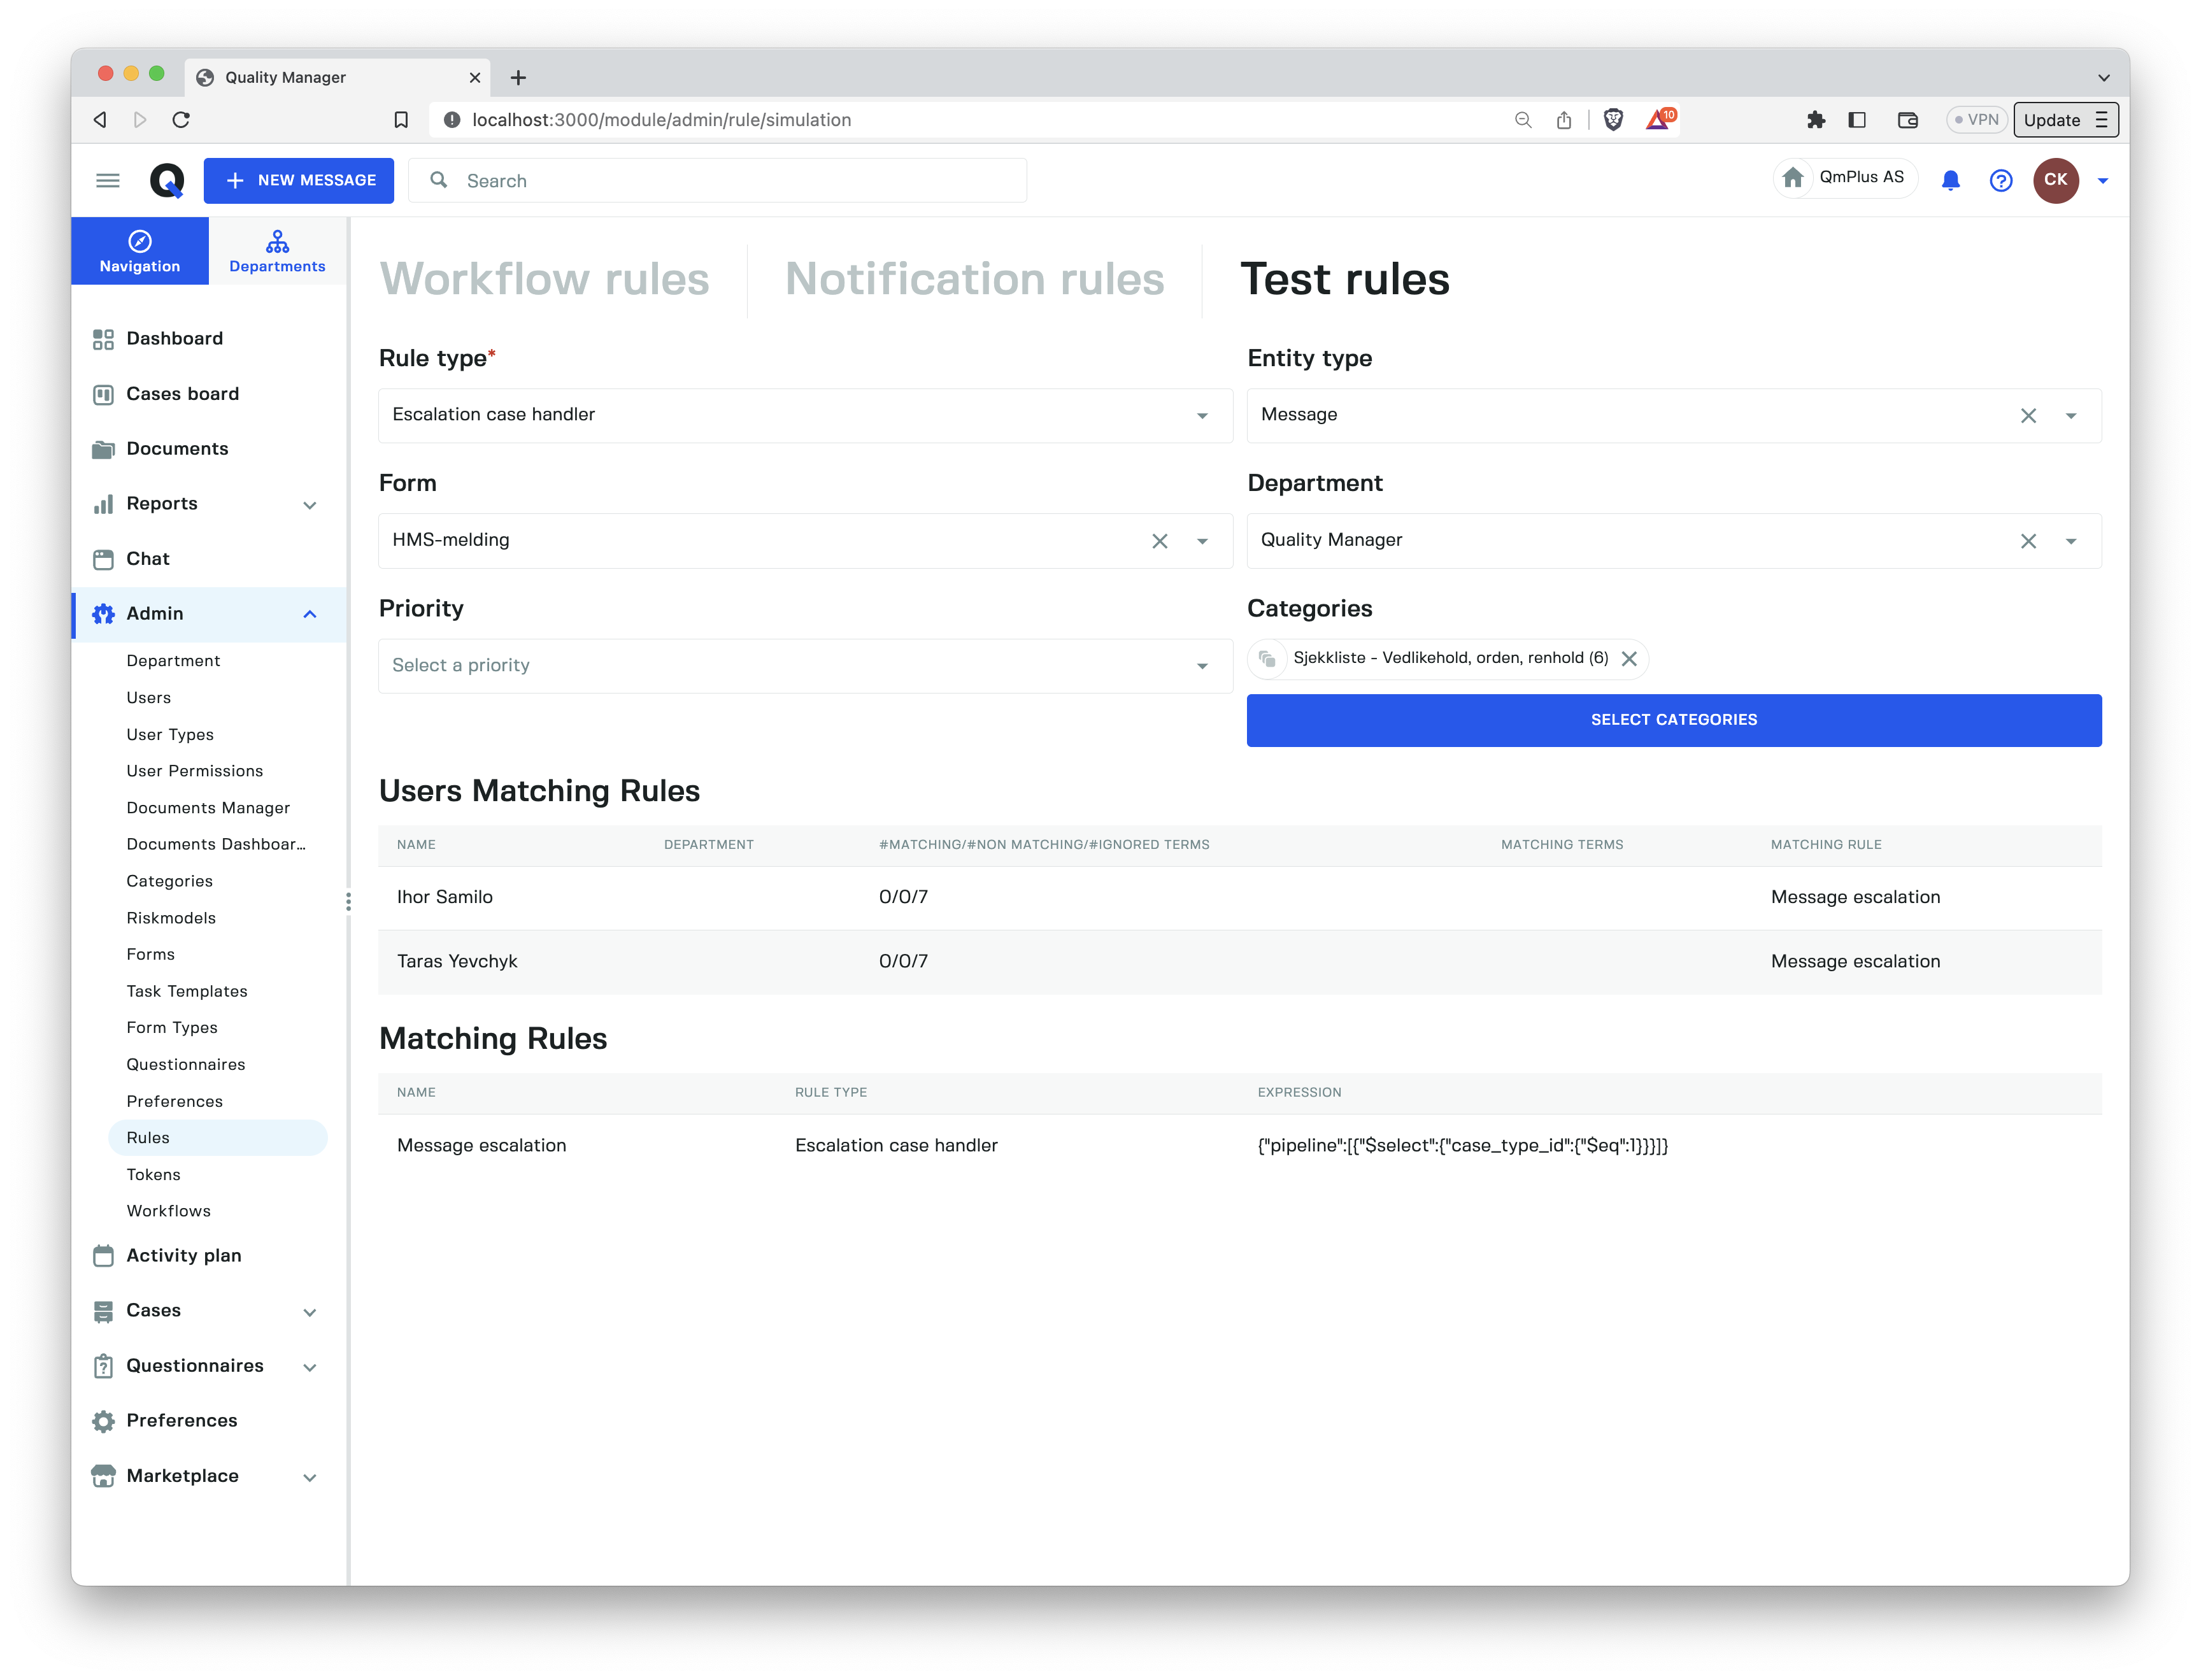 Quality Manager
localhost:3000/module/admin/rule/simulation
10
VPN
Update
NEW MESSAGE
Search
QmPlus AS
CK
Navigation
Departments
Dashboard
Cases board
Documents
Reports
Chat
Admin
Department
Users
User Types
User Permissions
Documents Manager
Documents Dashboar...
Categories
Riskmodels
Forms
Task Templates
Form Types
Questionnaires
Preferences
Rules
Tokens
Workflows
Activity plan
Cases
Questionnaires
Preferences
Marketplace
Workflow rules
Notification rules
Test rules
Rule type*
Escalation case handler
Entity type
Message
Form
HMS-melding
Department
Quality Manager
Priority
Select a priority
Categories
Sjekkliste - Vedlikehold, orden, renhold (6)
SELECT CATEGORIES
Users Matching Rules
NAME DEPARTMENT #MATCHING/#NON MATCHING/#IGNORED TERMS MATCHING TERMS MATCHING RULE
Ihor Samilo 0/0/7 Message escalation
Taras Yevchyk 0/0/7 Message escalation
Matching Rules
NAME RULE TYPE EXPRESSION
Message escalation Escalation case handler {"pipeline":[{"$select":{"case_type_id":{"$eq":1}}}]}